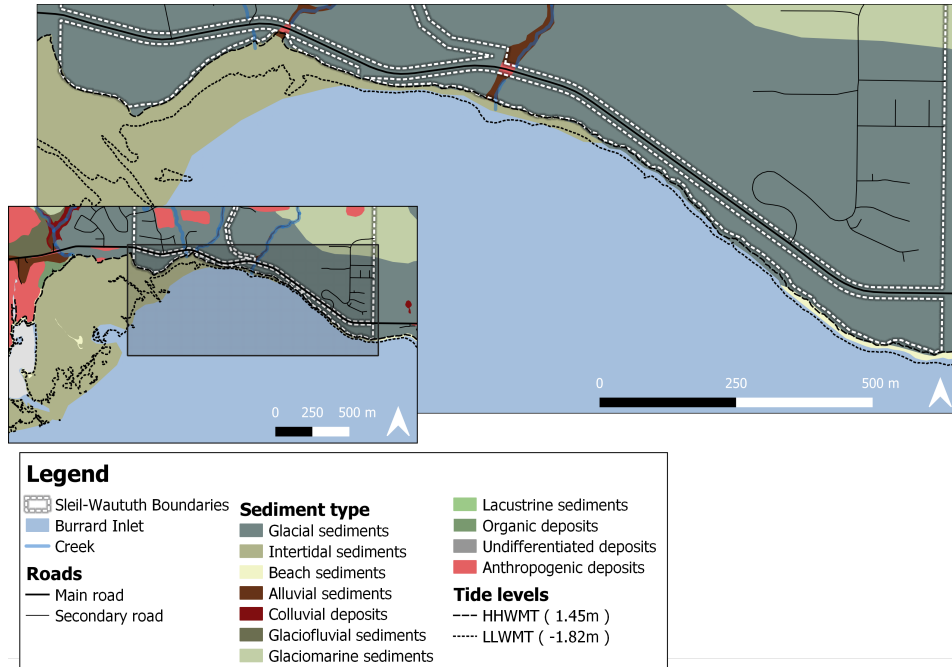 0 250 500 m
0 250 500 m
Legend
Sleil-Waututh Boundaries
Burrard Inlet
Creek
Roads
Main road
Secondary road
Sediment type
Glacial sediments
Intertidal sediments
Beach sediments
Alluvial sediments
Colluvial deposits
Glaciofluvial sediments
Glaciomarine sediments
Lacustrine sediments
Organic deposits
Undifferentiated deposits
Anthropogenic deposits
Tide levels
HHWMT ( 1.45m )
LLWMT ( -1.82m )